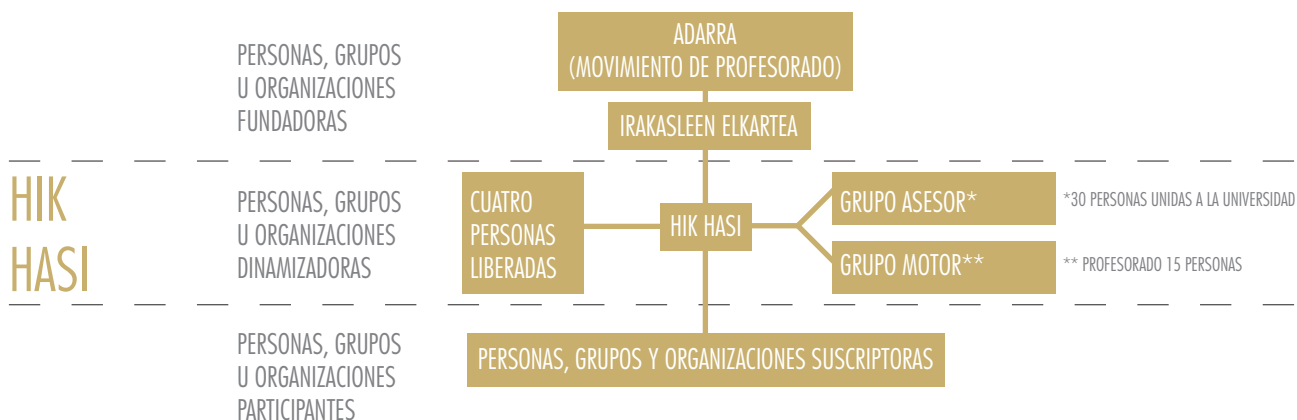 PERSONAS, GRUPOS
U ORGANIZACIONES
FUNDADORAS
ADARRA
(MOVIMIENTO DE PROFESORADO)
IRAKASLEEN ELKARTEA
HIK
HASI
PERSONAS, GRUPOS
U ORGANIZACIONES
DINAMIZADORAS
CUATRO
PERSONAS
LIBERADAS
HIK HASI
GRUPO ASESOR*
*30 PERSONAS UNIDAS A LA UNIVERSIDAD
GRUPO MOTOR**
** PROFESORADO 15 PERSONAS
PERSONAS, GRUPOS
U ORGANIZACIONES
PARTICIPANTES
PERSONAS, GRUPOS Y ORGANIZACIONES SUSCRIPTORAS